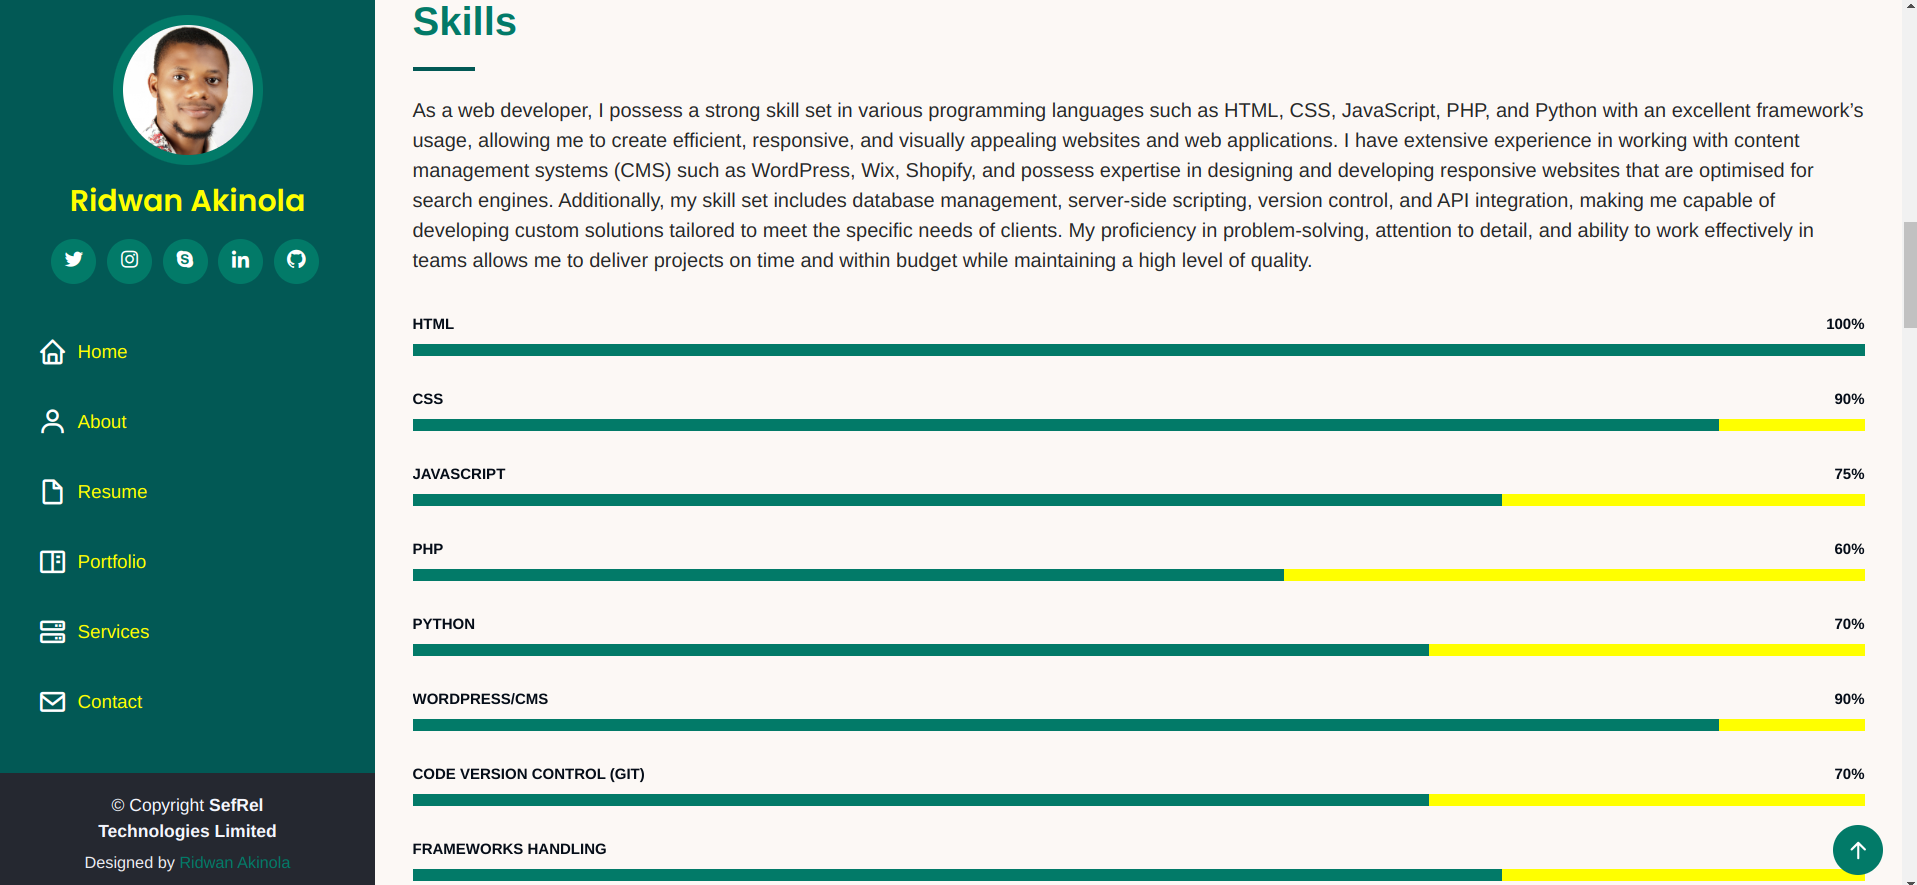 Ridwan Akinola
Home
About
Resume
Portfolio
Services
Contact
© Copyright SefRel
Technologies Limited
Designed by Ridwan Akinola
Skills
As a web developer, I possess a strong skill set in various programming languages such as HTML, CSS, JavaScript, PHP, and Python with an excellent framework’s
usage, allowing me to create efficient, responsive, and visually appealing websites and web applications. I have extensive experience in working with content
management systems (CMS) such as WordPress, Wix, Shopify, and possess expertise in designing and developing responsive websites that are optimised for
search engines. Additionally, my skill set includes database management, server-side scripting, version control, and API integration, making me capable of
developing custom solutions tailored to meet the specific needs of clients. My proficiency in problem-solving, attention to detail, and ability to work effectively in
teams allows me to deliver projects on time and within budget while maintaining a high level of quality.
HTML 100%
CSS 90%
JAVASCRIPT 75%
PHP 60%
PYTHON 70%
WORDPRESS/CMS 90%
CODE VERSION CONTROL (GIT) 70%
FRAMEWORKS HANDLING